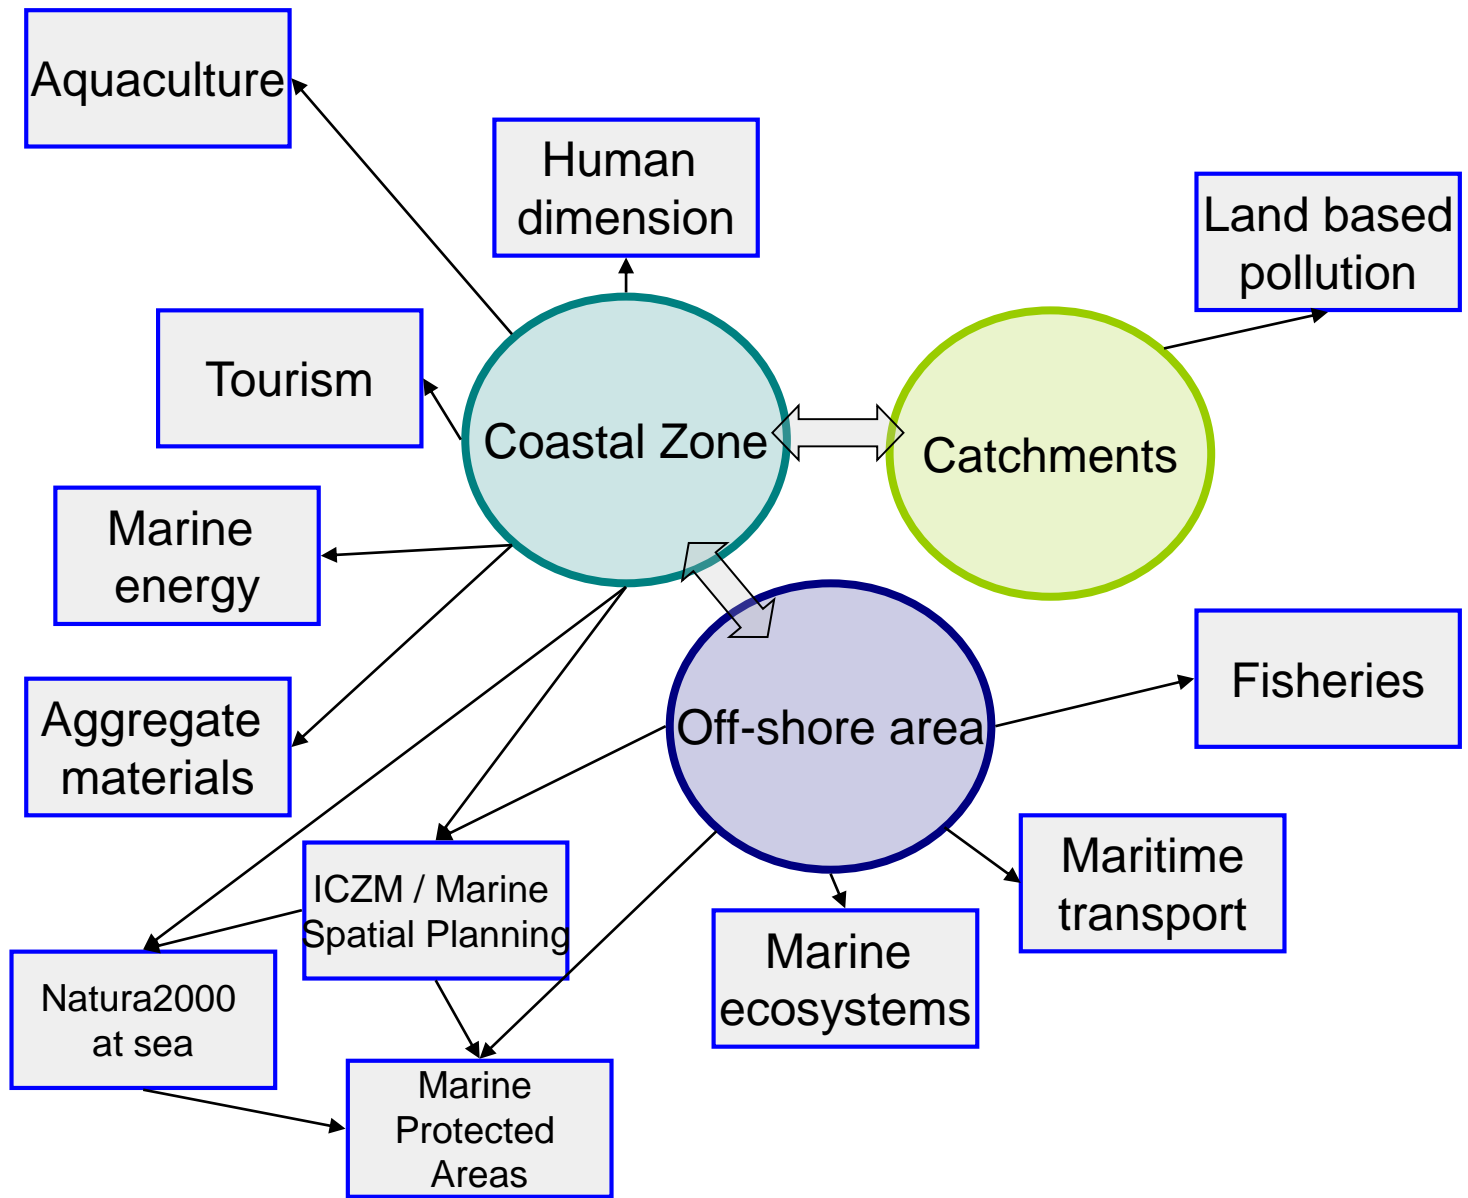 Aquaculture
Human
dimension
Land based
pollution
Tourism
Coastal Zone
Catchments
Marine
energy
Fisheries
Aggregate
materials
Off-shore area
Maritime
transport
ICZM / Marine
Spatial Planning
Marine
ecosystems
Natura2000
at sea
Marine
Protected
Areas